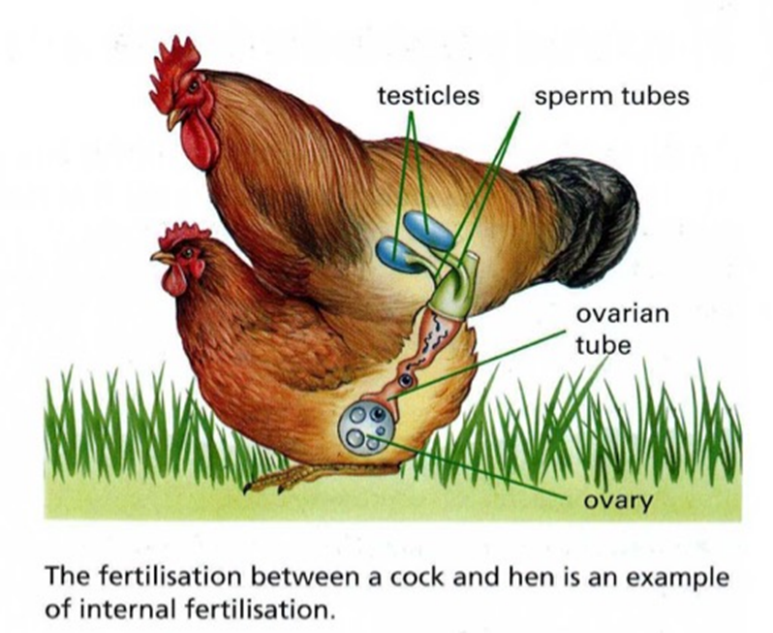 testicles
sperm tubes
ovarian
tube
ovary
The fertilisation between a cock and hen is an example
of internal fertilisation.